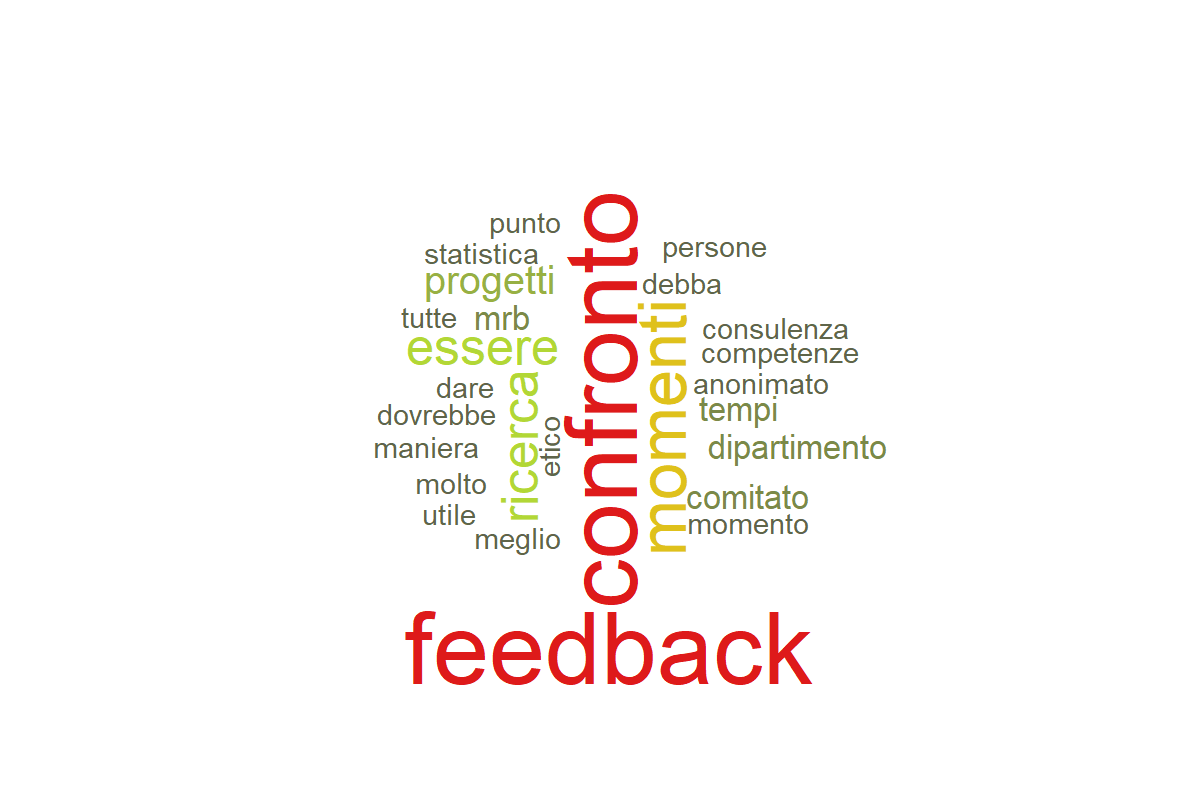 punto
statistica
progetti
tutte
mrb
essere
dare
dovrebbe
maniera
molto
utile
meglio
ricerca
etico
confronto
momenti
persone
debba
consulenza
competenze
anonimato
tempi
dipartimento
comitato
momento
feedback